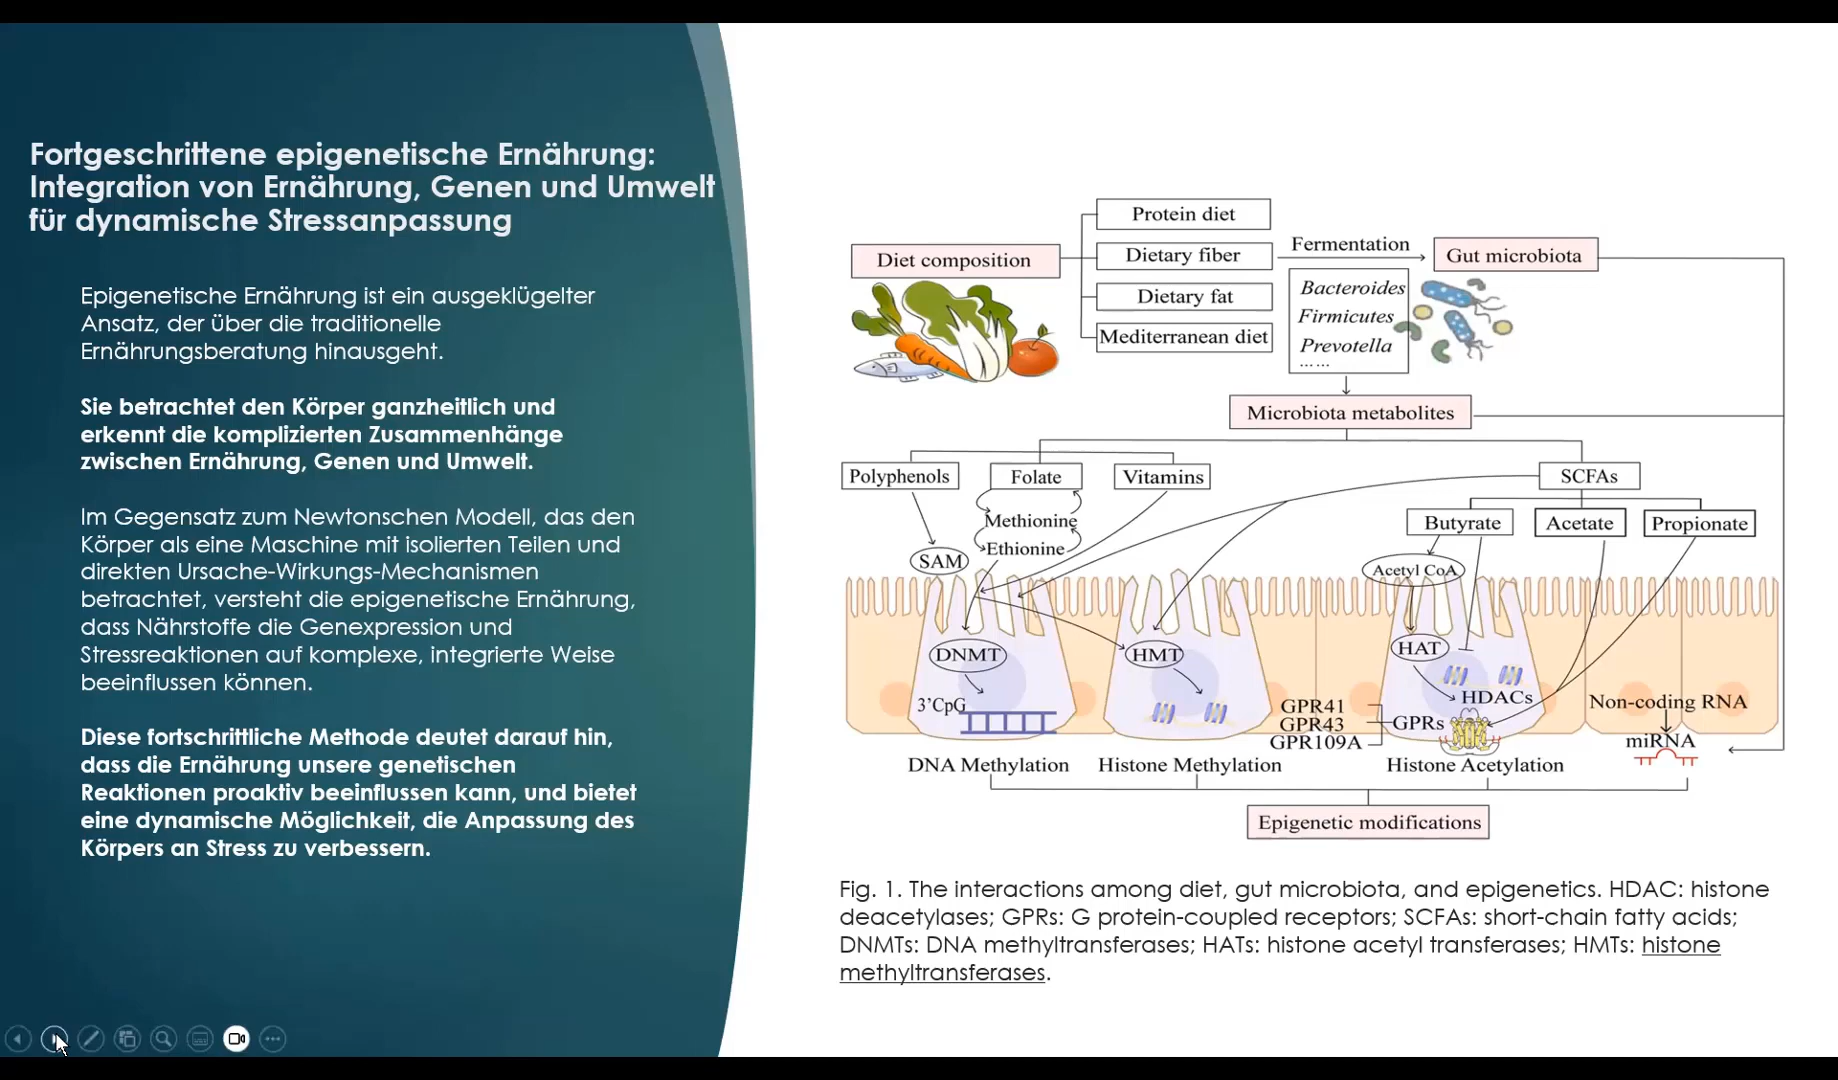 Fortgeschrittene epigenetische Ernährung:
Integration von Ernährung, Genen und Umwelt
für dynamische Stressanpassung
Epigenetische Ernährung ist ein ausgeklügelter
Ansatz, der über die traditionelle
Ernährungsberatung hinausgeht.
Sie betrachtet den Körper ganzheitlich und
erkennt die komplizierten Zusammenhänge
zwischen Ernährung, Genen und Umwelt.
Im Gegensatz zum Newtonschen Modell, das den
Körper als eine Maschine mit isolierten Teilen und
direkten Ursache-Wirkungs-Mechanismen
betrachtet, versteht die epigenetische Ernährung,
dass Nährstoffe die Genexpression und
Stressreaktionen auf komplexe, integrierte Weise
beeinflussen können.
Diese fortschrittliche Methode deutet darauf hin,
dass die Ernährung unsere genetischen
Reaktionen proaktiv beeinflussen kann, und bietet
eine dynamische Möglichkeit, die Anpassung des
Körpers an Stress zu verbessern.
Diet composition
Protein diet
Dietary fiber
Dietary fat
Mediterranean diet
Fermentation
Gut microbiota
Bacteroides
Firmicutes
Prevotella
......
Microbiota metabolites
Polyphenols
Folate
Vitamins
SCFAs
Methionine
Ethionine
Butyrate
Acetate
Propionate
SAM
Acetyl CoA
DNMT
HMT
HAT
3'CpG
HDACs
GPR41
GPR43
GPR109A
GPRs
Non-coding RNA
miRNA
DNA Methylation
Histone Methylation
Histone Acetylation
Epigenetic modifications
Fig. 1. The interactions among diet, gut microbiota, and epigenetics. HDAC: histone
deacetylases; GPRs: G protein-coupled receptors; SCFAs: short-chain fatty acids;
DNMTs: DNA methyltransferases; HATs: histone acetyl transferases; HMTs: histone
methyltransferases.